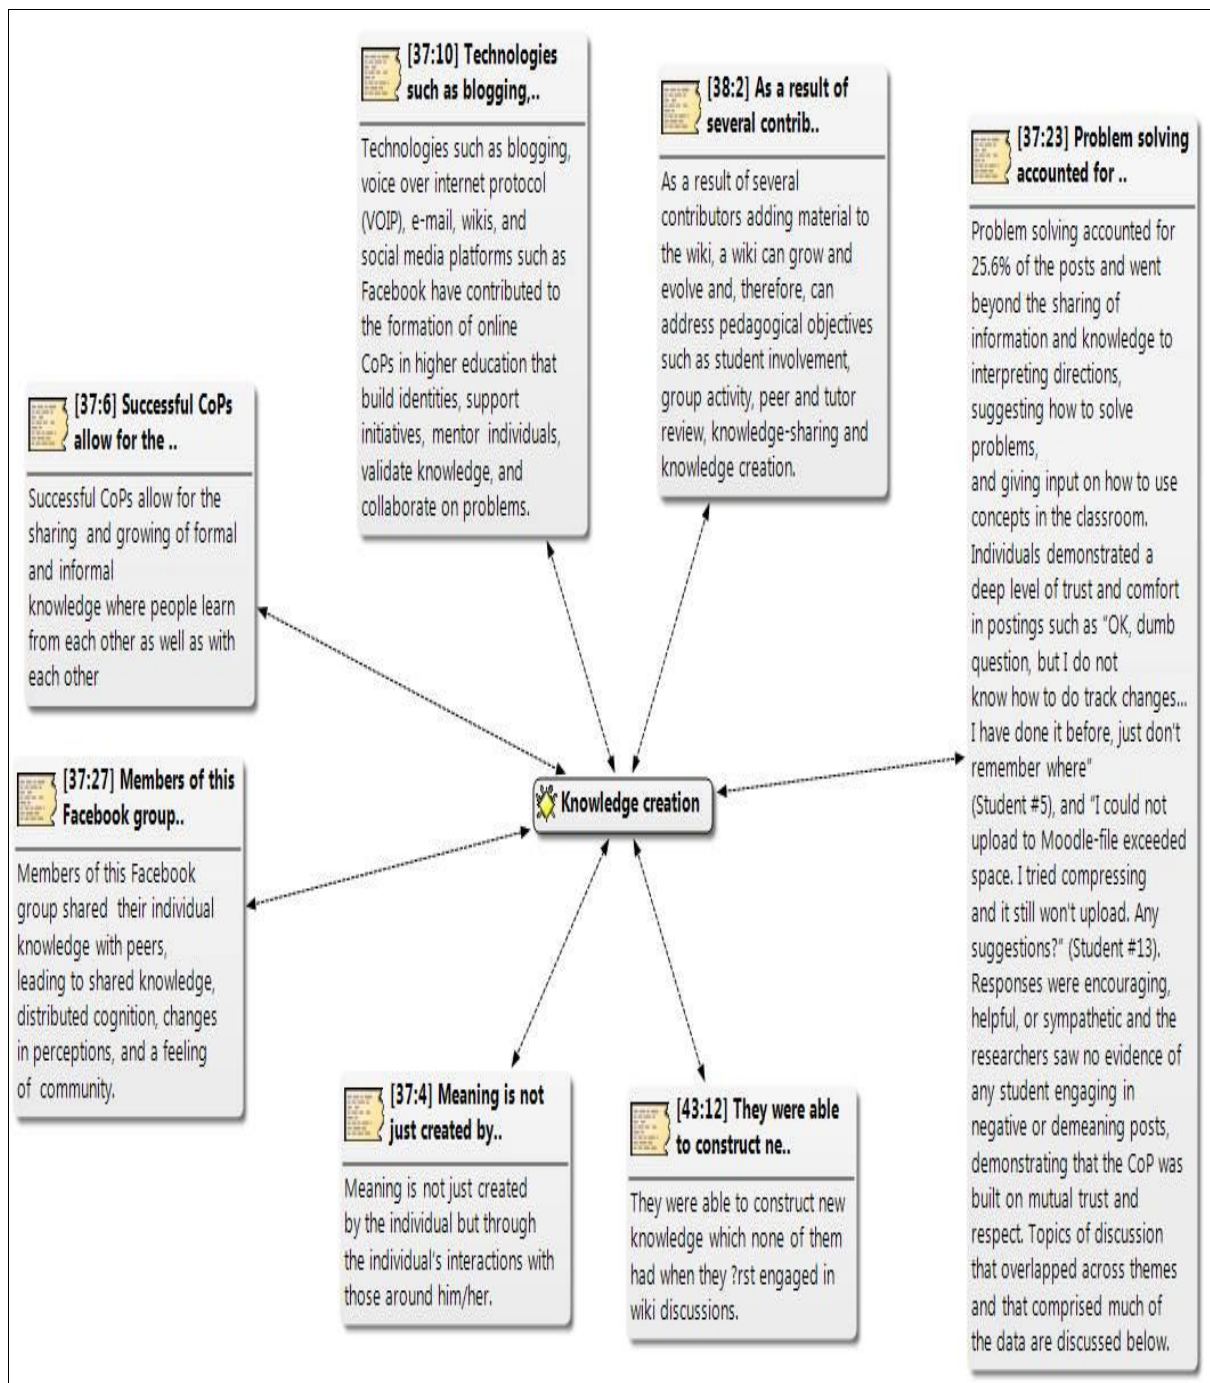 [37:10] Technologies
such as blogging,..
Technologies such as blogging,
voice over internet protocol
(VOIP), e-mail, wikis, and
social media platforms such as
Facebook have contributed to
the formation of online
CoPs in higher education that
build identities, support
initiatives, mentor individuals,
validate knowledge, and
collaborate on problems.
[38:2] As a result of
several contrib..
As a result of several
contributors adding material to
the wiki, a wiki can grow and
evolve and, therefore, can
address pedagogical objectives
such as student involvement,
group activity, peer and tutor
review, knowledge-sharing and
knowledge creation.
[37:23] Problem solving
accounted for ..
Problem solving accounted for
25.6% of the posts and went
beyond the sharing of
information and knowledge to
interpreting directions,
suggesting how to solve
problems,
and giving input on how to use
concepts in the classroom.
Individuals demonstrated a
deep level of trust and comfort
in postings such as "OK, dumb
question, but I do not
know how to do track changes...
I have done it before, just don't
remember where"
(Student #5), and "I could not
upload to Moodle-file exceeded
space. I tried compressing
and it still won't upload. Any
suggestions?" (Student #13).
Responses were encouraging,
helpful, or sympathetic and the
researchers saw no evidence of
any student engaging in
negative or demeaning posts,
demonstrating that the CoP was
built on mutual trust and
respect. Topics of discussion
that overlapped across themes
and that comprised much of
the data are discussed below.
[37:6] Successful CoPs
allow for the ..
Successful CoPs allow for the
sharing and growing of formal
and informal
knowledge where people learn
from each other as well as with
each other
[37:27] Members of this
Facebook group..
Members of this Facebook
group shared their individual
knowledge with peers,
leading to shared knowledge,
distributed cognition, changes
in perceptions, and a feeling
of community.
Knowledge creation
[37:4] Meaning is not
just created by..
Meaning is not just created
by the individual but through
the individual's interactions with
those around him/her.
[43:12] They were able
to construct ne..
They were able to construct new
knowledge which none of them
had when they ?rst engaged in
wiki discussions.